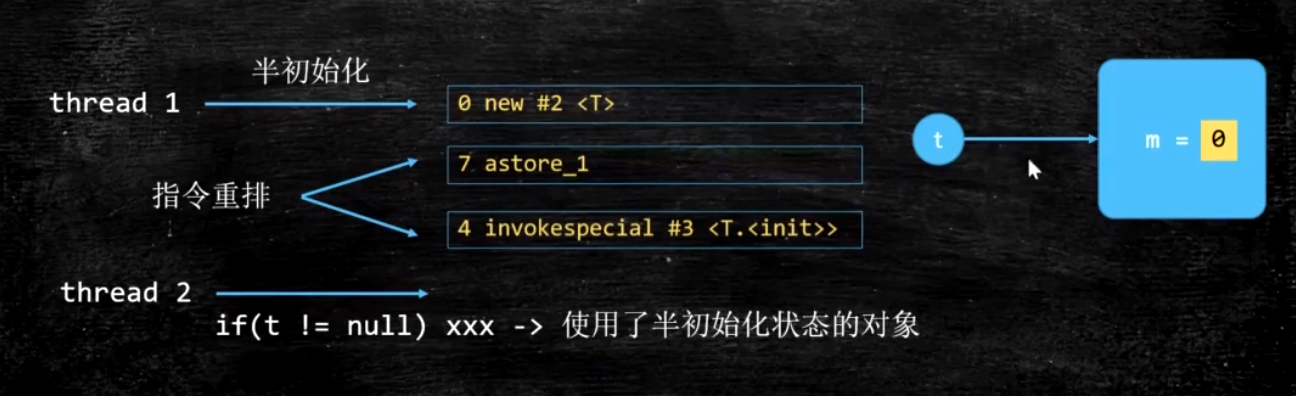 半初始化
thread 1
0 new #2 <T>
t
m = 0
7 astore_1
指令重排
4 invokespecial #3 <T.<init>>
thread 2
if(t != null) xxx -> 使用了半初始化状态的对象